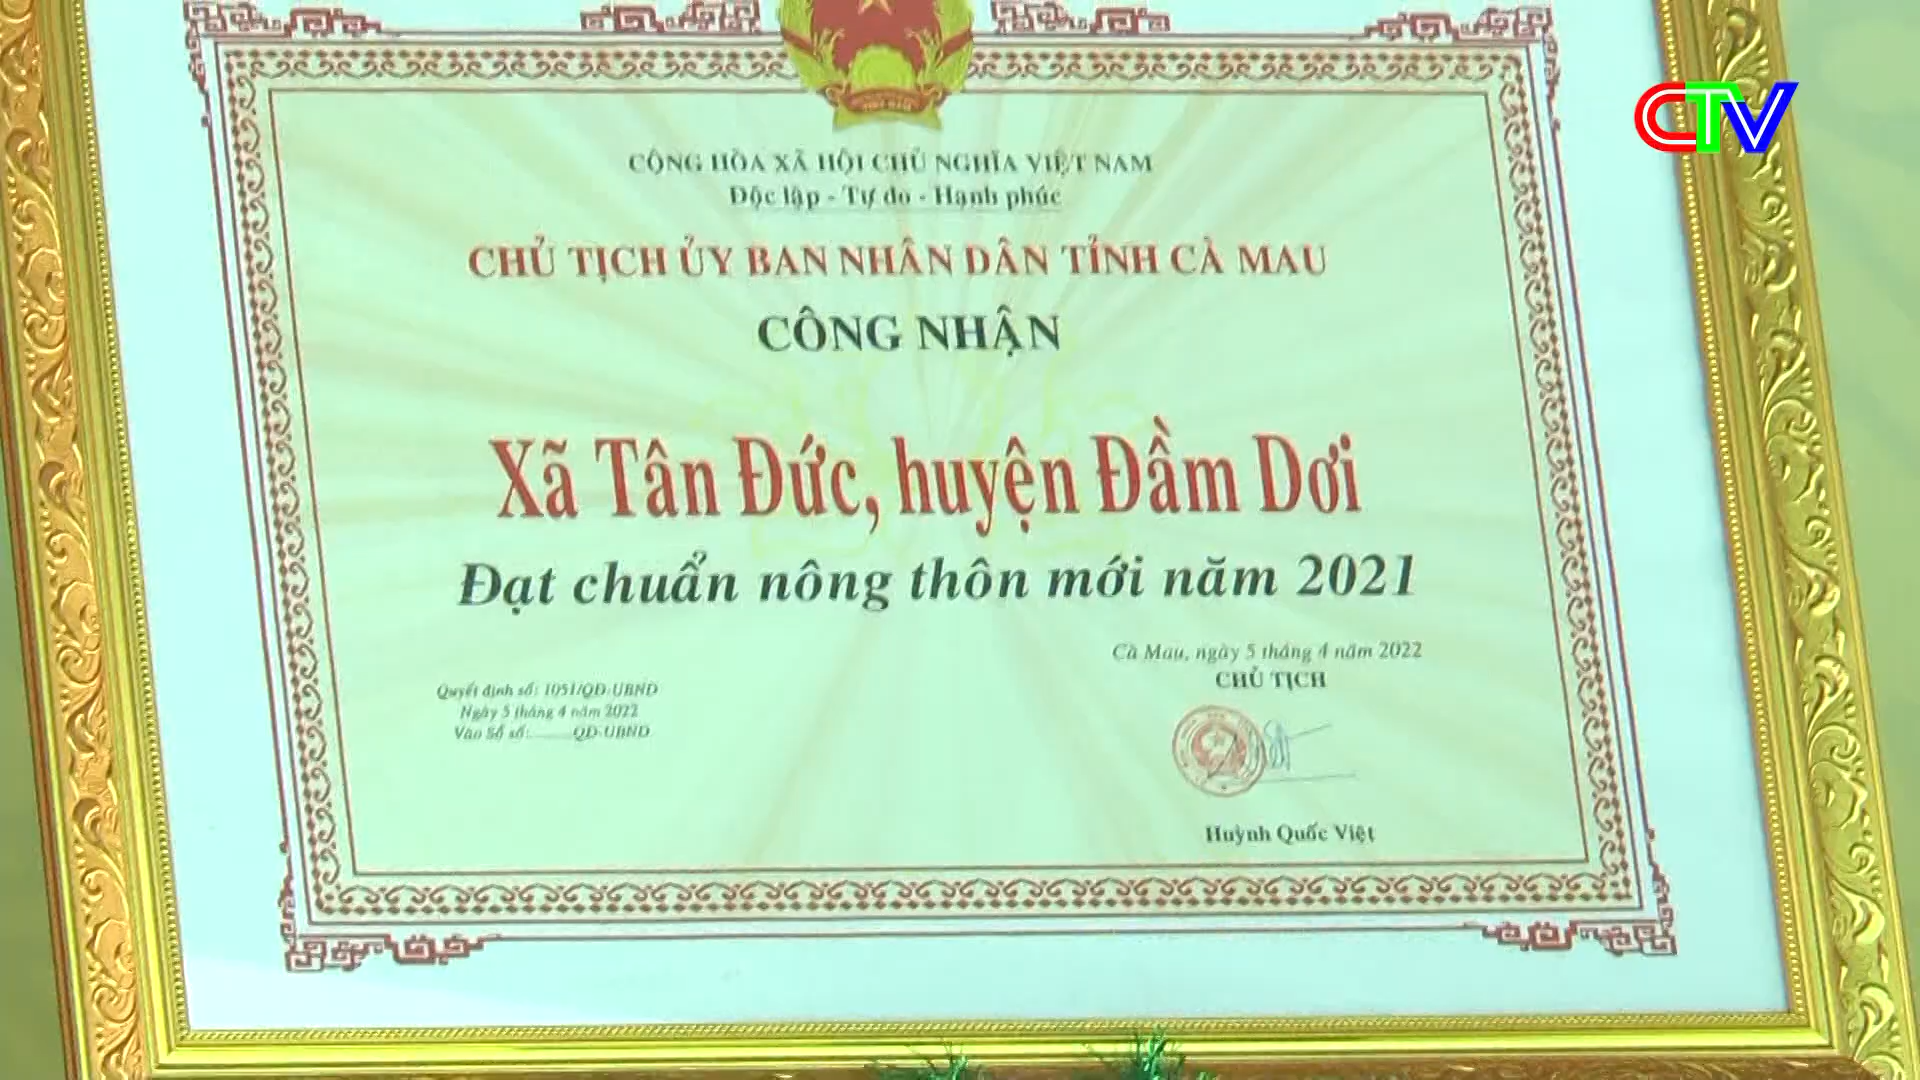 CTV
CỘNG HÒA XÃ HỘI CHỦ NGHĨA VIỆT NAM
Độc lập - Tự do - Hạnh phúc
CHỦ TỊCH ỦY BAN NHÂN DÂN TỈNH CÀ MAU
CÔNG NHẬN
Xã Tân Đức, huyện Đầm Dơi
Đạt chuẩn nông thôn mới năm 2021
Cà Mau, ngày 5 tháng 4 năm 2022
CHỦ TỊCH
Quyết định số: 1051/QĐ-UBND
Ngày 5 tháng 4 năm 2022
Vào Sổ số:.........QĐ-UBND
Huỳnh Quốc Việt